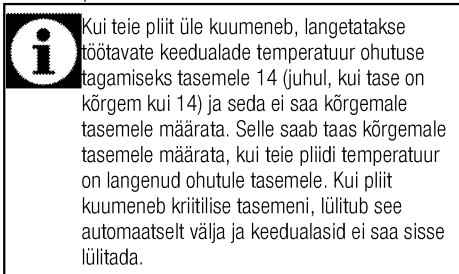 Kui teie pliit üle kuumeneb, langetatakse
töötavate keedualade temperatuur ohutuse
tagamiseks tasemele 14 (juhul, kui tase on
kõrgem kui 14) ja seda ei saa kõrgemale
tasemele määrata. Selle saab taas kõrgemale
tasemele määrata, kui teie pliidi temperatuur
on langenud ohutule tasemele. Kui pliit
kuumeneb kriitilise tasemeni, lülitub see
automaatselt välja ja keedualasid ei saa sisse
lülitada.